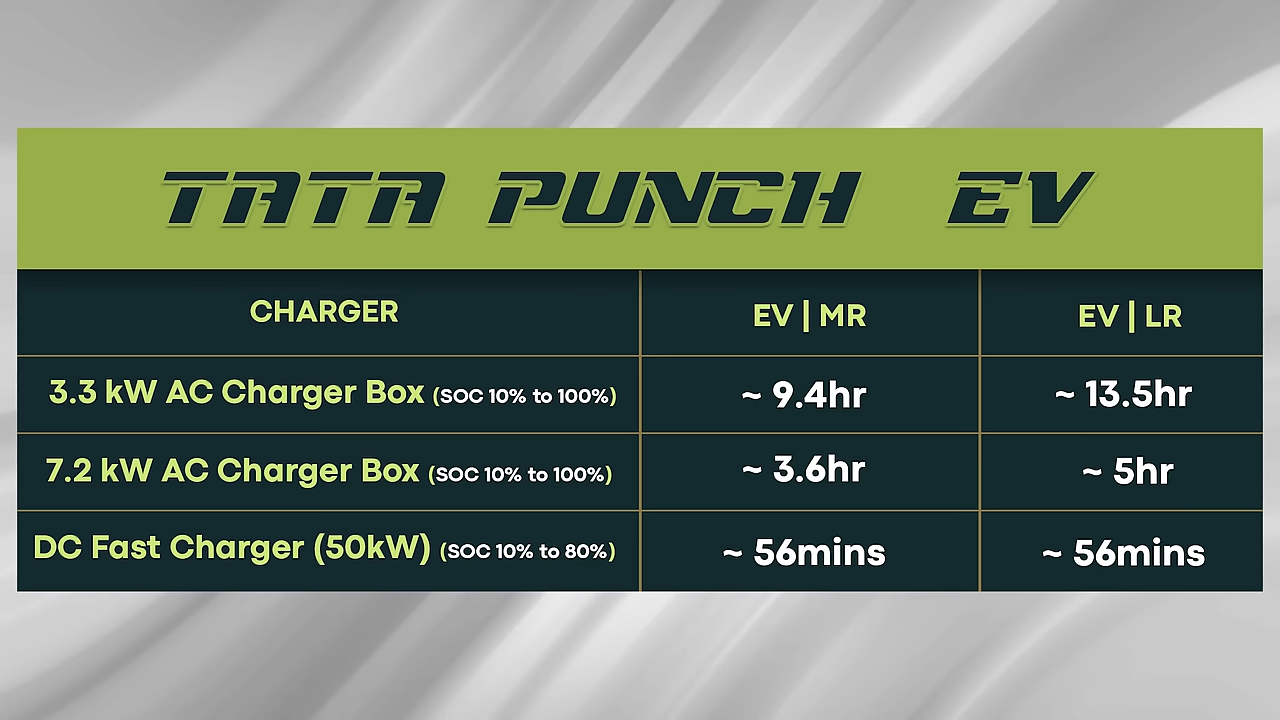 TATA PUNCH EV
CHARGER EV | MR EV | LR
3.3 kW AC Charger Box (SOC 10% to 100%) ~ 9.4hr ~ 13.5hr
7.2 kW AC Charger Box (SOC 10% to 100%) ~ 3.6hr ~ 5hr
DC Fast Charger (50kW) (SOC 10% to 80%) ~ 56mins ~ 56mins